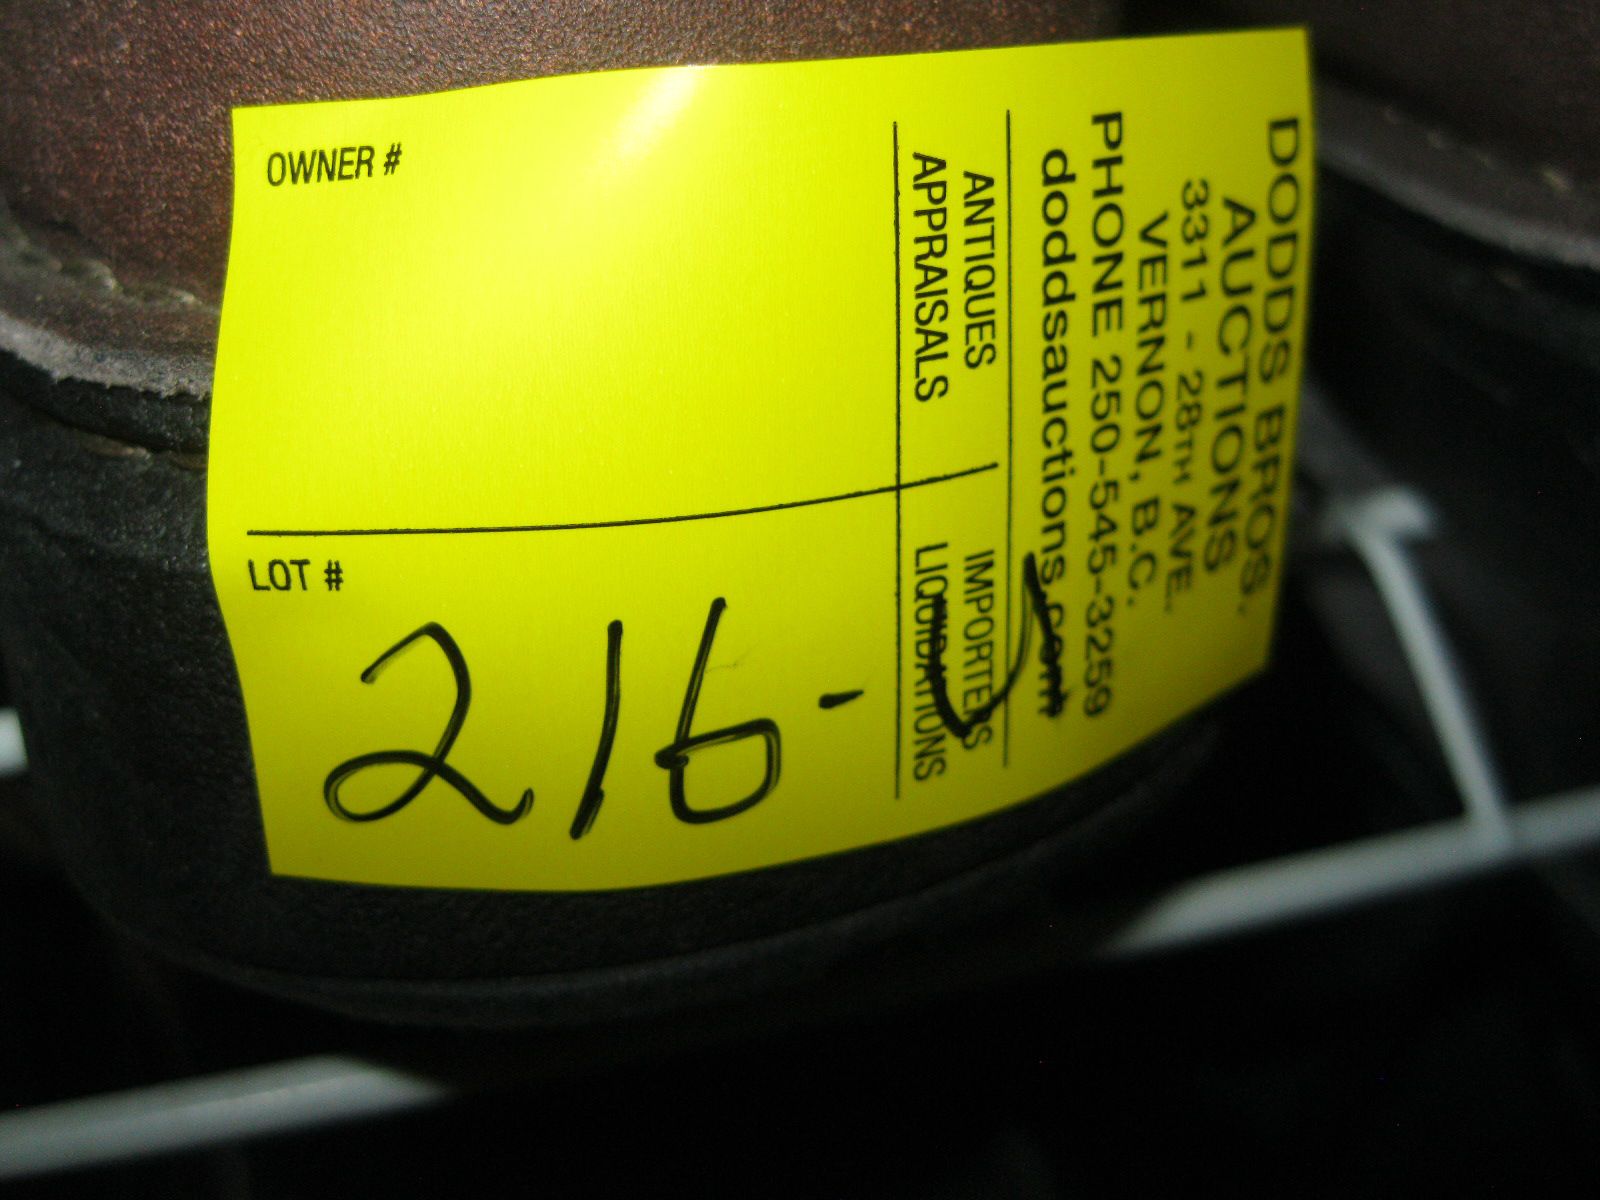 DODDS BROS.
AUCTIONS
3311 - 28TH AVE.
VERNON, B.C.
PHONE 250-545-3259
doddsauctions.com
ANTIQUES IMPORTERS
APPRAISALS LIQUIDATIONS
OWNER #
LOT #
216-